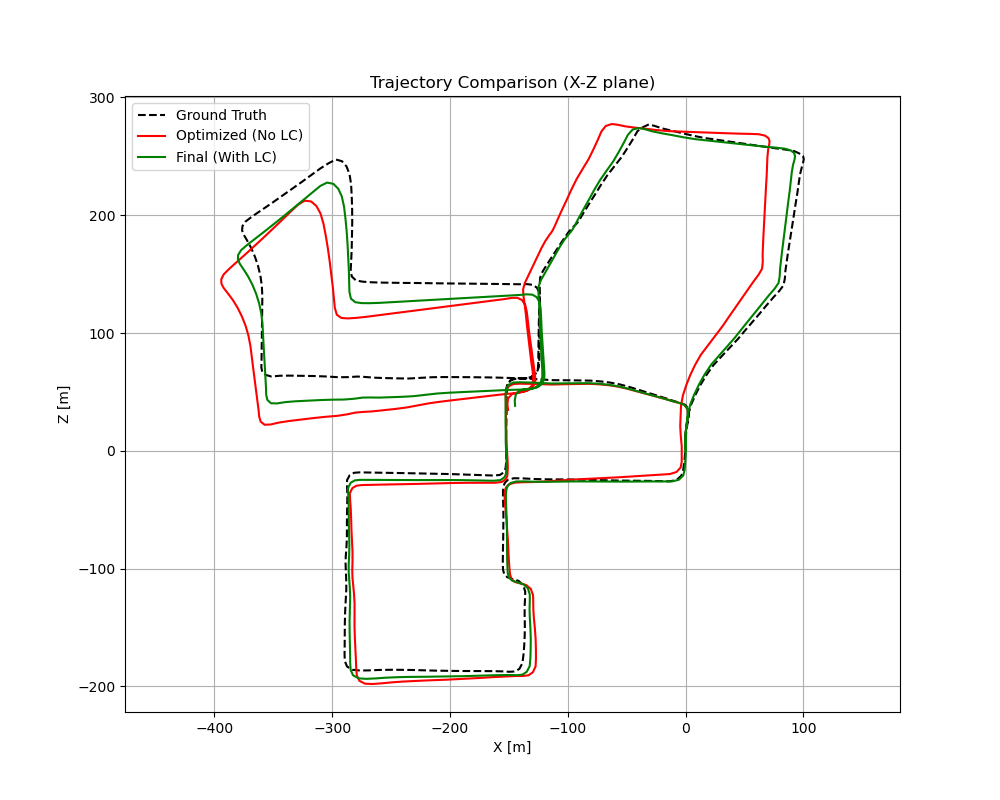 Trajectory Comparison (X-Z plane)
Ground Truth
Optimized (No LC)
Final (With LC)
300
200
100
0
−100
−200
Z [m]
−400
−300
−200
−100
0
100
X [m]